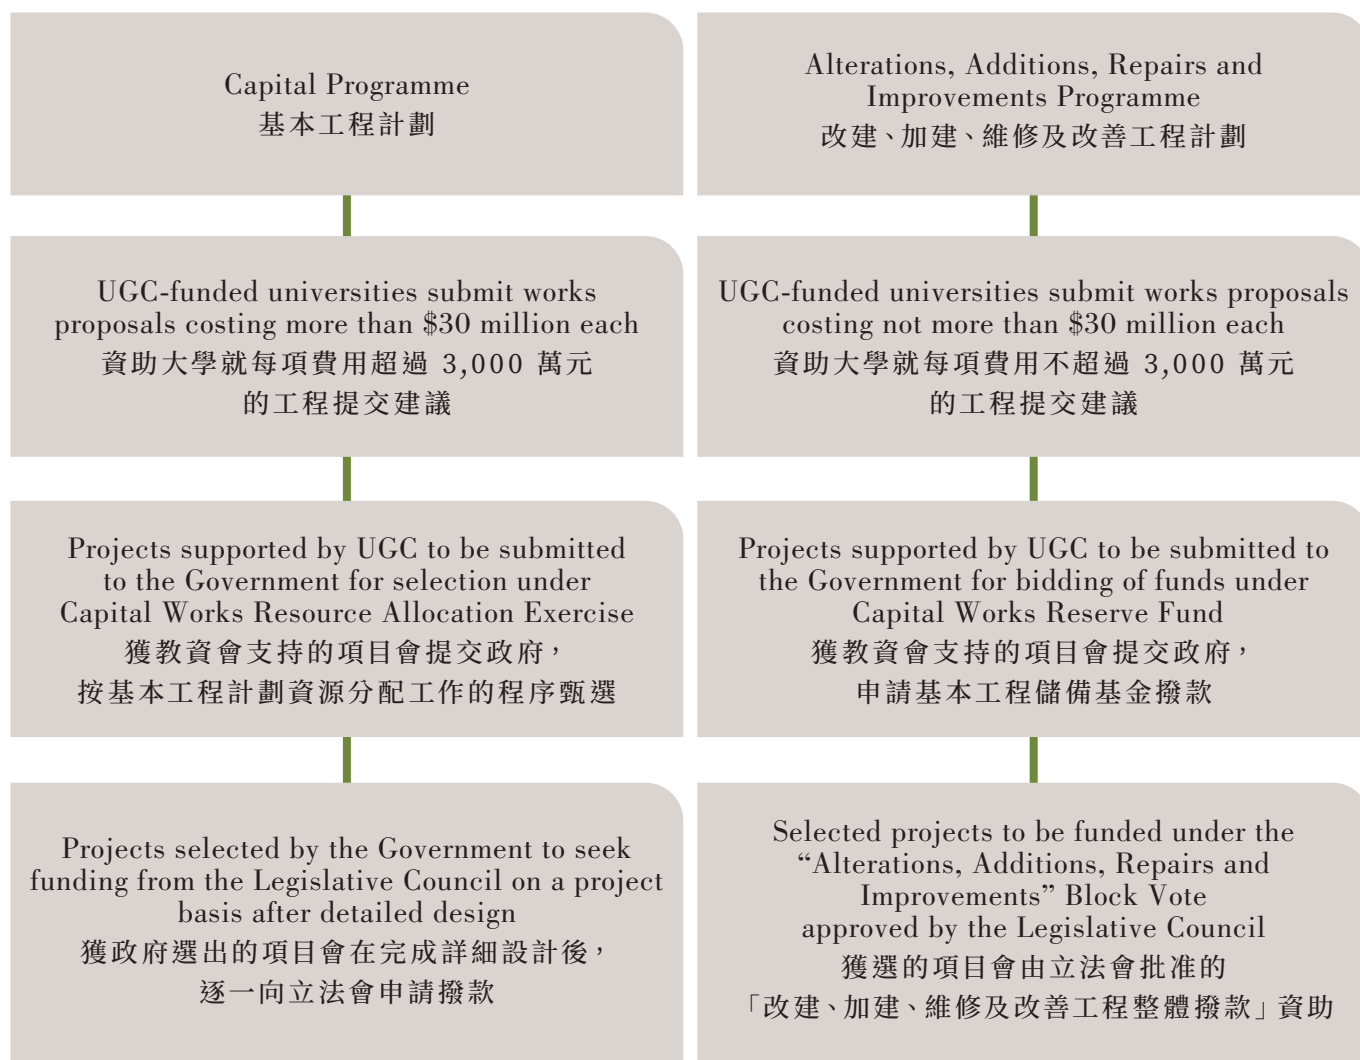 Capital Programme
基本工程計劃
UGC-funded universities submit works
proposals costing more than $30 million each
資助大學就每項費用超過 3,000 萬元
的工程提交建議
Projects supported by UGC to be submitted
to the Government for selection under
Capital Works Resource Allocation Exercise
獲教資會支持的項目會提交政府，
按基本工程計劃資源分配工作的程序甄選
Projects selected by the Government to seek
funding from the Legislative Council on a project
basis after detailed design
獲政府選出的項目會在完成詳細設計後，
逐一向立法會申請撥款
Alterations, Additions, Repairs and
Improvements Programme
改建、加建、維修及改善工程計劃
UGC-funded universities submit works proposals
costing not more than $30 million each
資助大學就每項費用不超過 3,000 萬元
的工程提交建議
Projects supported by UGC to be submitted to
the Government for bidding of funds under
Capital Works Reserve Fund
獲教資會支持的項目會提交政府，
申請基本工程儲備基金撥款
Selected projects to be funded under the
“Alterations, Additions, Repairs and
Improvements” Block Vote
approved by the Legislative Council
獲選的項目會由立法會批准的
「改建、加建、維修及改善工程整體撥款」資助